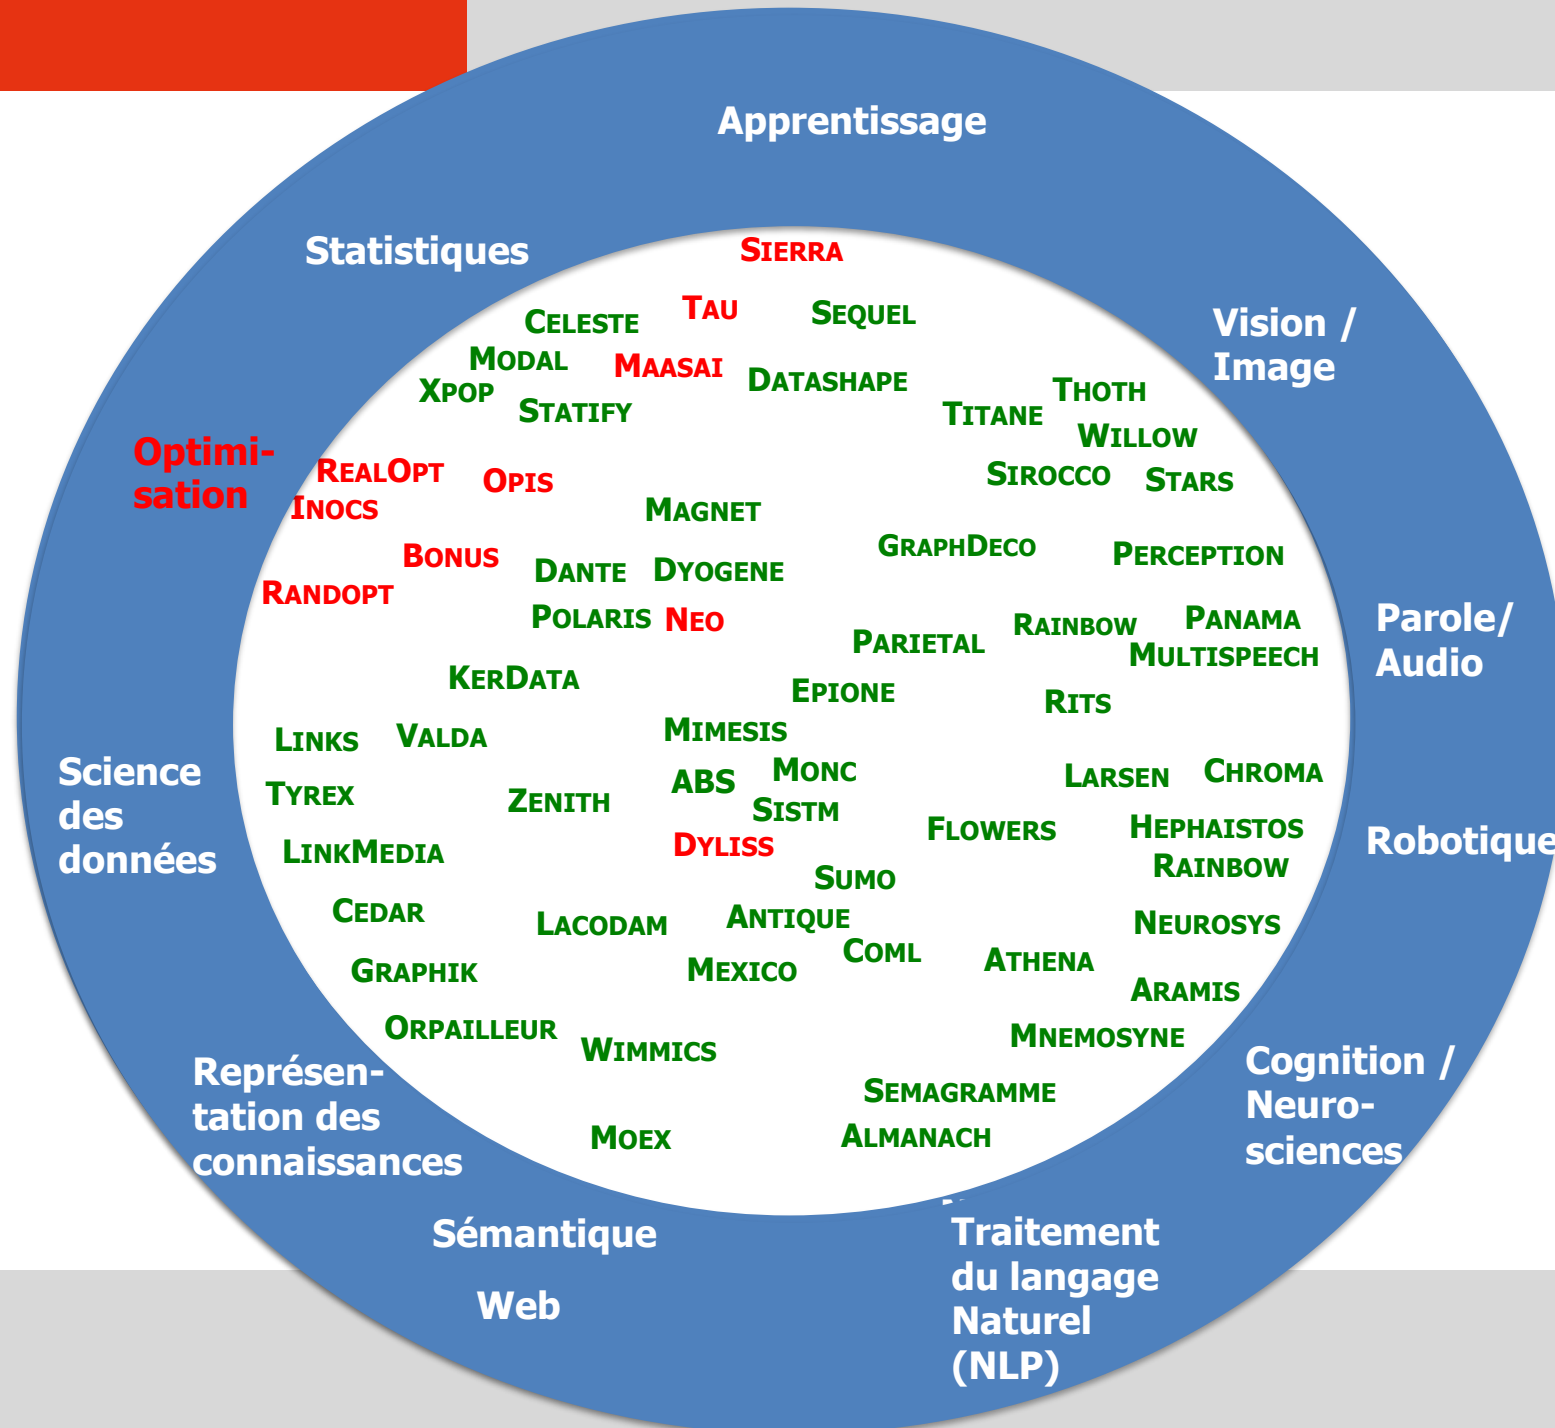 Apprentissage
Statistiques
SIERRA
TAU
SEQUEL
CELESTE
Vision /
Image
MODAL
MAASAI
DATASHAPE
XPOP
THOTH
STATIFY
TITANE
WILLOW
Optimi-
sation
REALOPT
OPIS
SIROCCO
STARS
INOCS
MAGNET
GRAPHDECO
PERCEPTION
BONUS
DANTE
DYOGENE
RANDOPT
POLARIS
NEO
RAINBOW
PANAMA
Parole/
Audio
PARIETAL
MULTISPEECH
KERDATA
EPIONE
RITS
LINKS
VALDA
MIMESIS
Science
des
données
ABS
MONC
LARSEN
CHROMA
TYREX
ZENITH
SISTM
FLOWERS
HEPHAISTOS
Robotique
LINKMEDIA
DYLISS
RAINBOW
SUMO
CEDAR
LACODAM
ANTIQUE
NEUROSYS
COML
ATHENA
GRAPHIK
MEXICO
ARAMIS
ORPAILLEUR
WIMMICS
MNEMOSYNE
Représen-
tation des
connaissances
Cognition /
Neuro-
sciences
SEMAGRAMME
MOEX
ALMANACH
Sémantique
Web
Traitement
du langage
Naturel
(NLP)